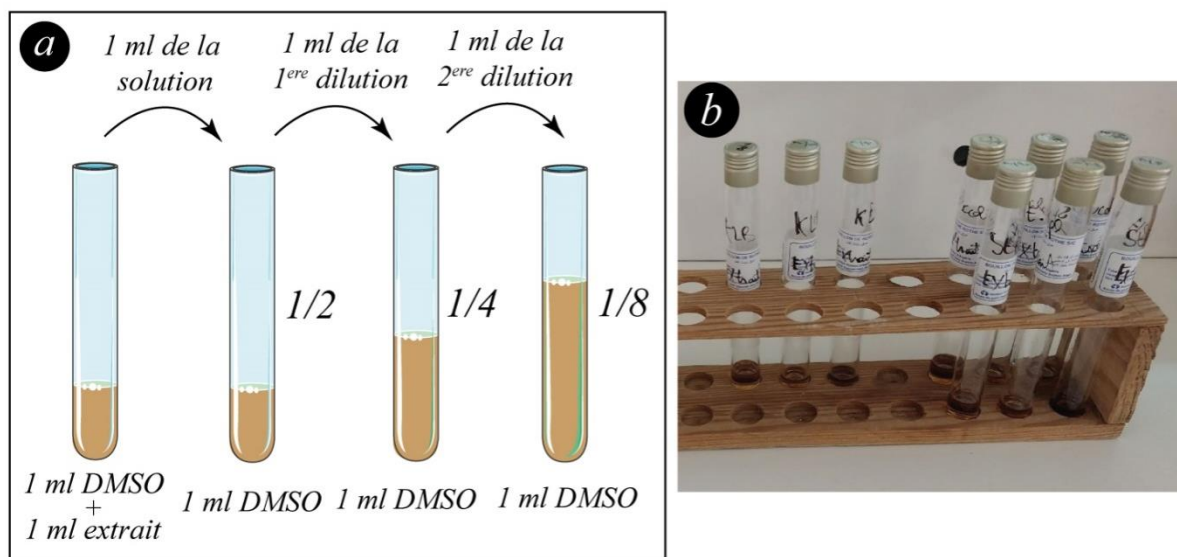 a
1 ml de la
solution
1 ml de la
1ere dilution
1 ml de la
2ere dilution
1/2
1/4
1/8
1 ml DMSO
+
1 ml extrait
1 ml DMSO
1 ml DMSO
1 ml DMSO
b